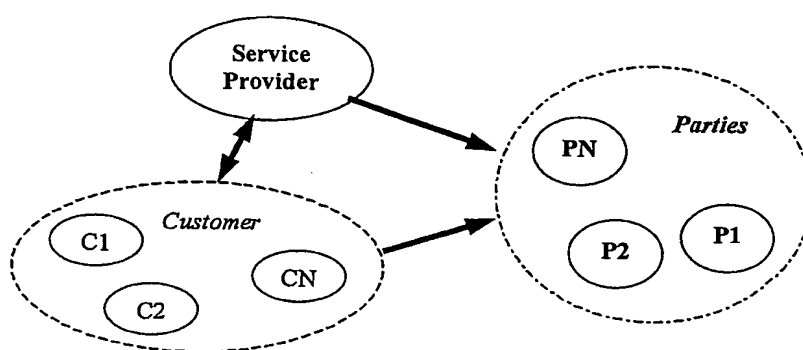 Service
Provider
Parties
PN
Customer
C1
P1
P2
CN
C2